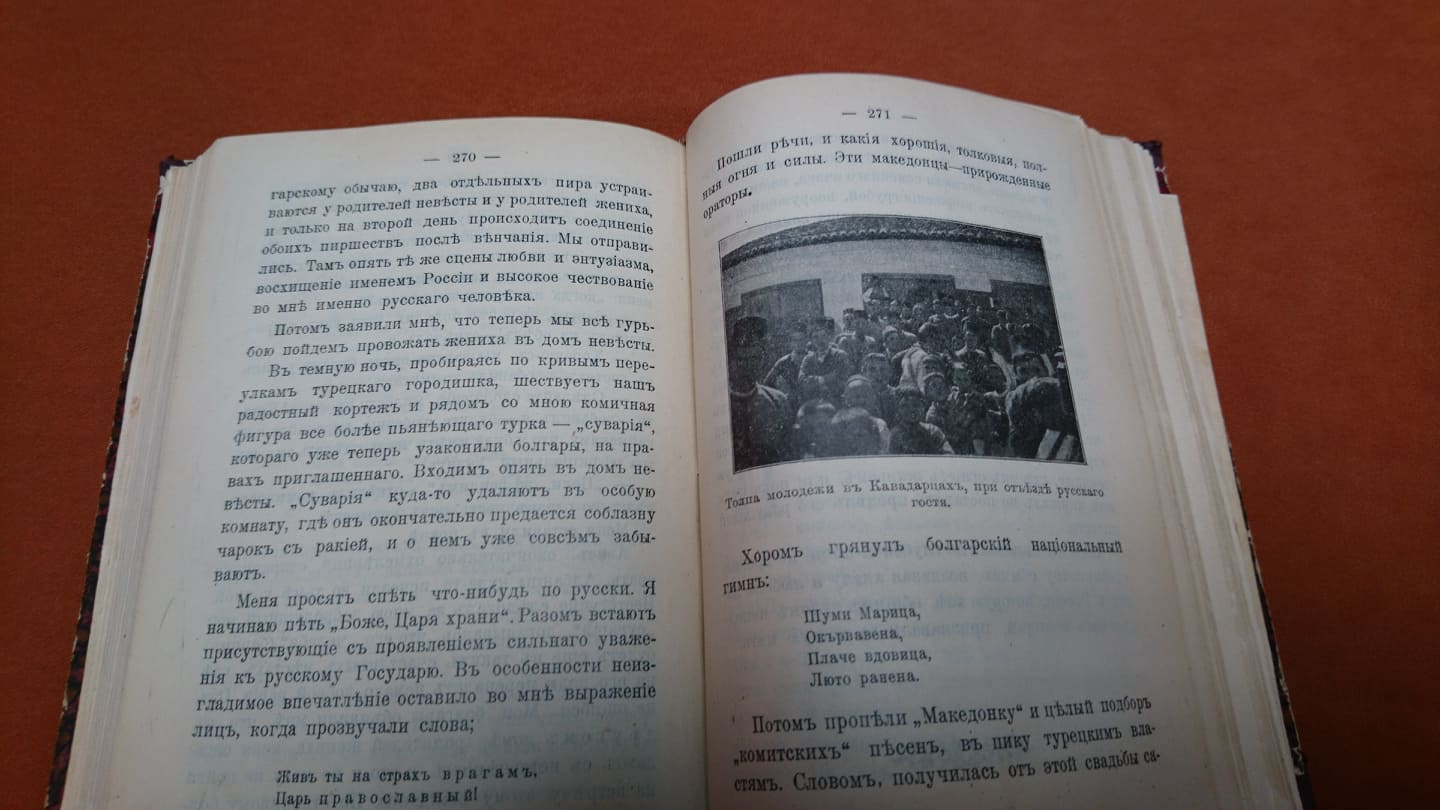 — 270 —
гарскому обычаю, два отдѣльныхъ пира устраи-
ваются у родителей невѣсты и у родителей жениха,
и только на второй день происходитъ соединеніе
обоихъ пиршествъ послѣ вѣнчанія. Мы отправи-
лись. Тамъ опять тѣ же сцены любви и энтузіазма,
восхищеніе именемъ Россіи и высокое чествованіе
во мнѣ именно русскаго человѣка.
Потомъ заявили мнѣ, что теперь мы всѣ гурь-
бою пойдемъ провожать жениха въ домъ невѣсты.
Въ темную ночь, пробираясь по кривымъ пере-
улкамъ турецкаго городишка, шествуетъ нашъ
радостный кортежъ и рядомъ со мною комичная
фигура все болѣе пьянѣющаго турка — „суварія“,
котораго уже теперь узаконили болгары, на пра-
вахъ приглашеннаго. Входимъ опять въ домъ не-
вѣсты. „Суварія“ куда-то удаляютъ въ особую
комнату, гдѣ онъ окончательно предается соблазну
чарокъ съ ракіей, и о немъ уже совсѣмъ забы-
ваютъ.
Меня просятъ спѣть что-нибудь по русски. Я
начинаю пѣть „Боже, Царя храни“. Разомъ встаютъ
присутствующіе съ проявленіемъ сильнаго уваже-
нія къ русскому Государю. Въ особенности неиз-
гладимое впечатлѣніе оставило во мнѣ выраженіе
лицъ, когда прозвучали слова;
Живъ ты на страхъ врагамъ,
Царь православный!
— 271 —
Пошли рѣчи, и какія хорошія, толковыя, пол-
ныя огня и силы. Эти македонцы—прирожденные
ораторы.
Толпа молодежи въ Кавадарцахъ, при отъѣздѣ русскаго
гостя.
Хоромъ грянулъ болгарскій національный
гимнъ:
Шуми Марица,
Окървавена,
Плаче вдовица,
Люто ранена.
Потомъ пропѣли „Македонку“ и цѣлый подборъ
„комитскихъ“ пѣсенъ, въ пику турецкимъ вла-
стямъ. Словомъ, получилась отъ этой свадьбы са-